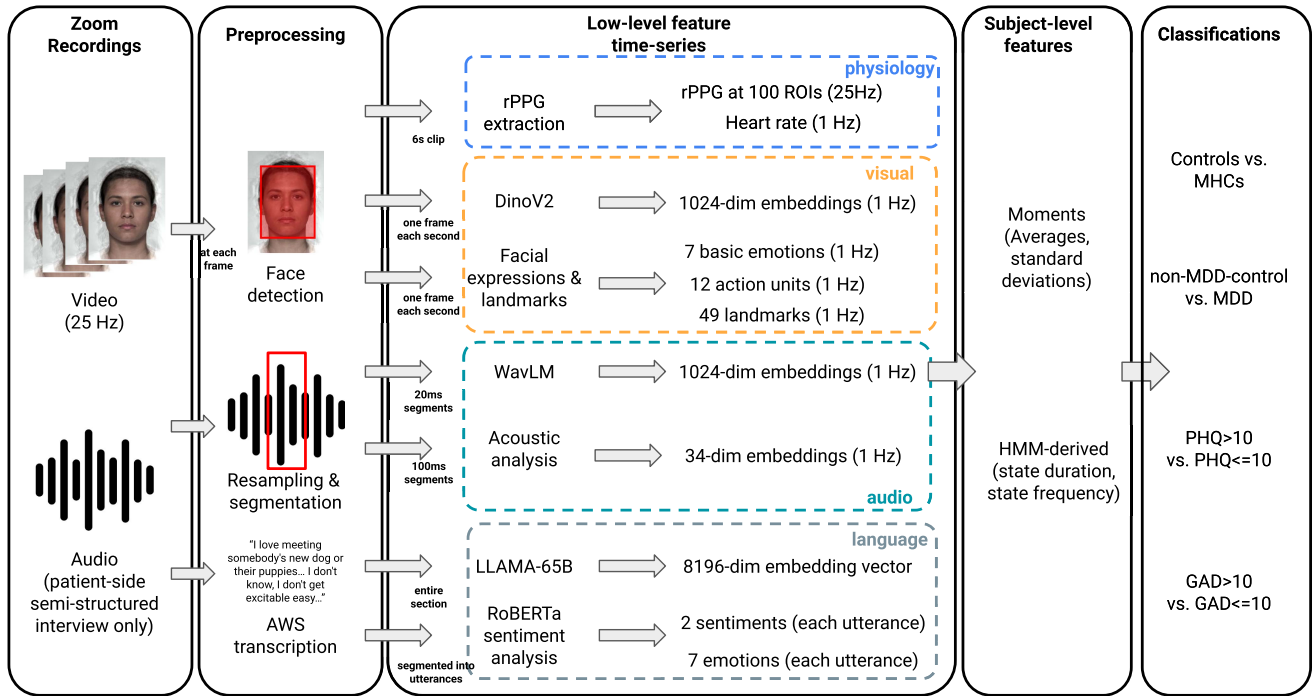 Zoom
Recordings
Video
(25 Hz)
Audio
(patient-side
semi-structured
interview only)
Preprocessing
at each
frame
Face
detection
Resampling &
segmentation
“I love meeting
somebody's new dog or
their puppies... I don't
know, I don't get
excitable easy...”
AWS
transcription
Low-level feature
time-series
physiology
6s clip
rPPG
extraction
rPPG at 100 ROIs (25Hz)
Heart rate (1 Hz)
visual
one frame
each second
DinoV2
1024-dim embeddings (1 Hz)
one frame
each second
Facial
expressions &
landmarks
7 basic emotions (1 Hz)
12 action units (1 Hz)
49 landmarks (1 Hz)
20ms
segments
WavLM
1024-dim embeddings (1 Hz)
100ms
segments
Acoustic
analysis
34-dim embeddings (1 Hz)
audio
language
entire
section
LLAMA-65B
8196-dim embedding vector
segmented into
utterances
RoBERTa
sentiment
analysis
2 sentiments (each utterance)
7 emotions (each utterance)
Subject-level
features
Moments
(Averages,
standard
deviations)
HMM-derived
(state duration,
state frequency)
Classifications
Controls vs.
MHCs
non-MDD-control
vs. MDD
PHQ>10
vs. PHQ<=10
GAD>10
vs. GAD<=10